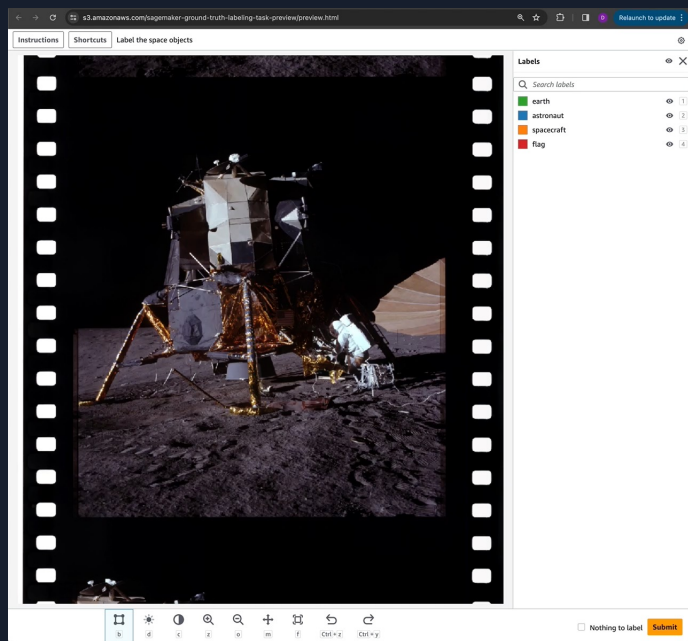 s3.amazonaws.com/sagemaker-ground-truth-labeling-task-preview/preview.html
D
Relaunch to update
Instructions
Shortcuts
Label the space objects
Labels
Search labels
earth
1
astronaut
2
spacecraft
3
flag
4
b
d
c
z
o
m
f
Ctrl + z
Ctrl + y
Nothing to label
Submit